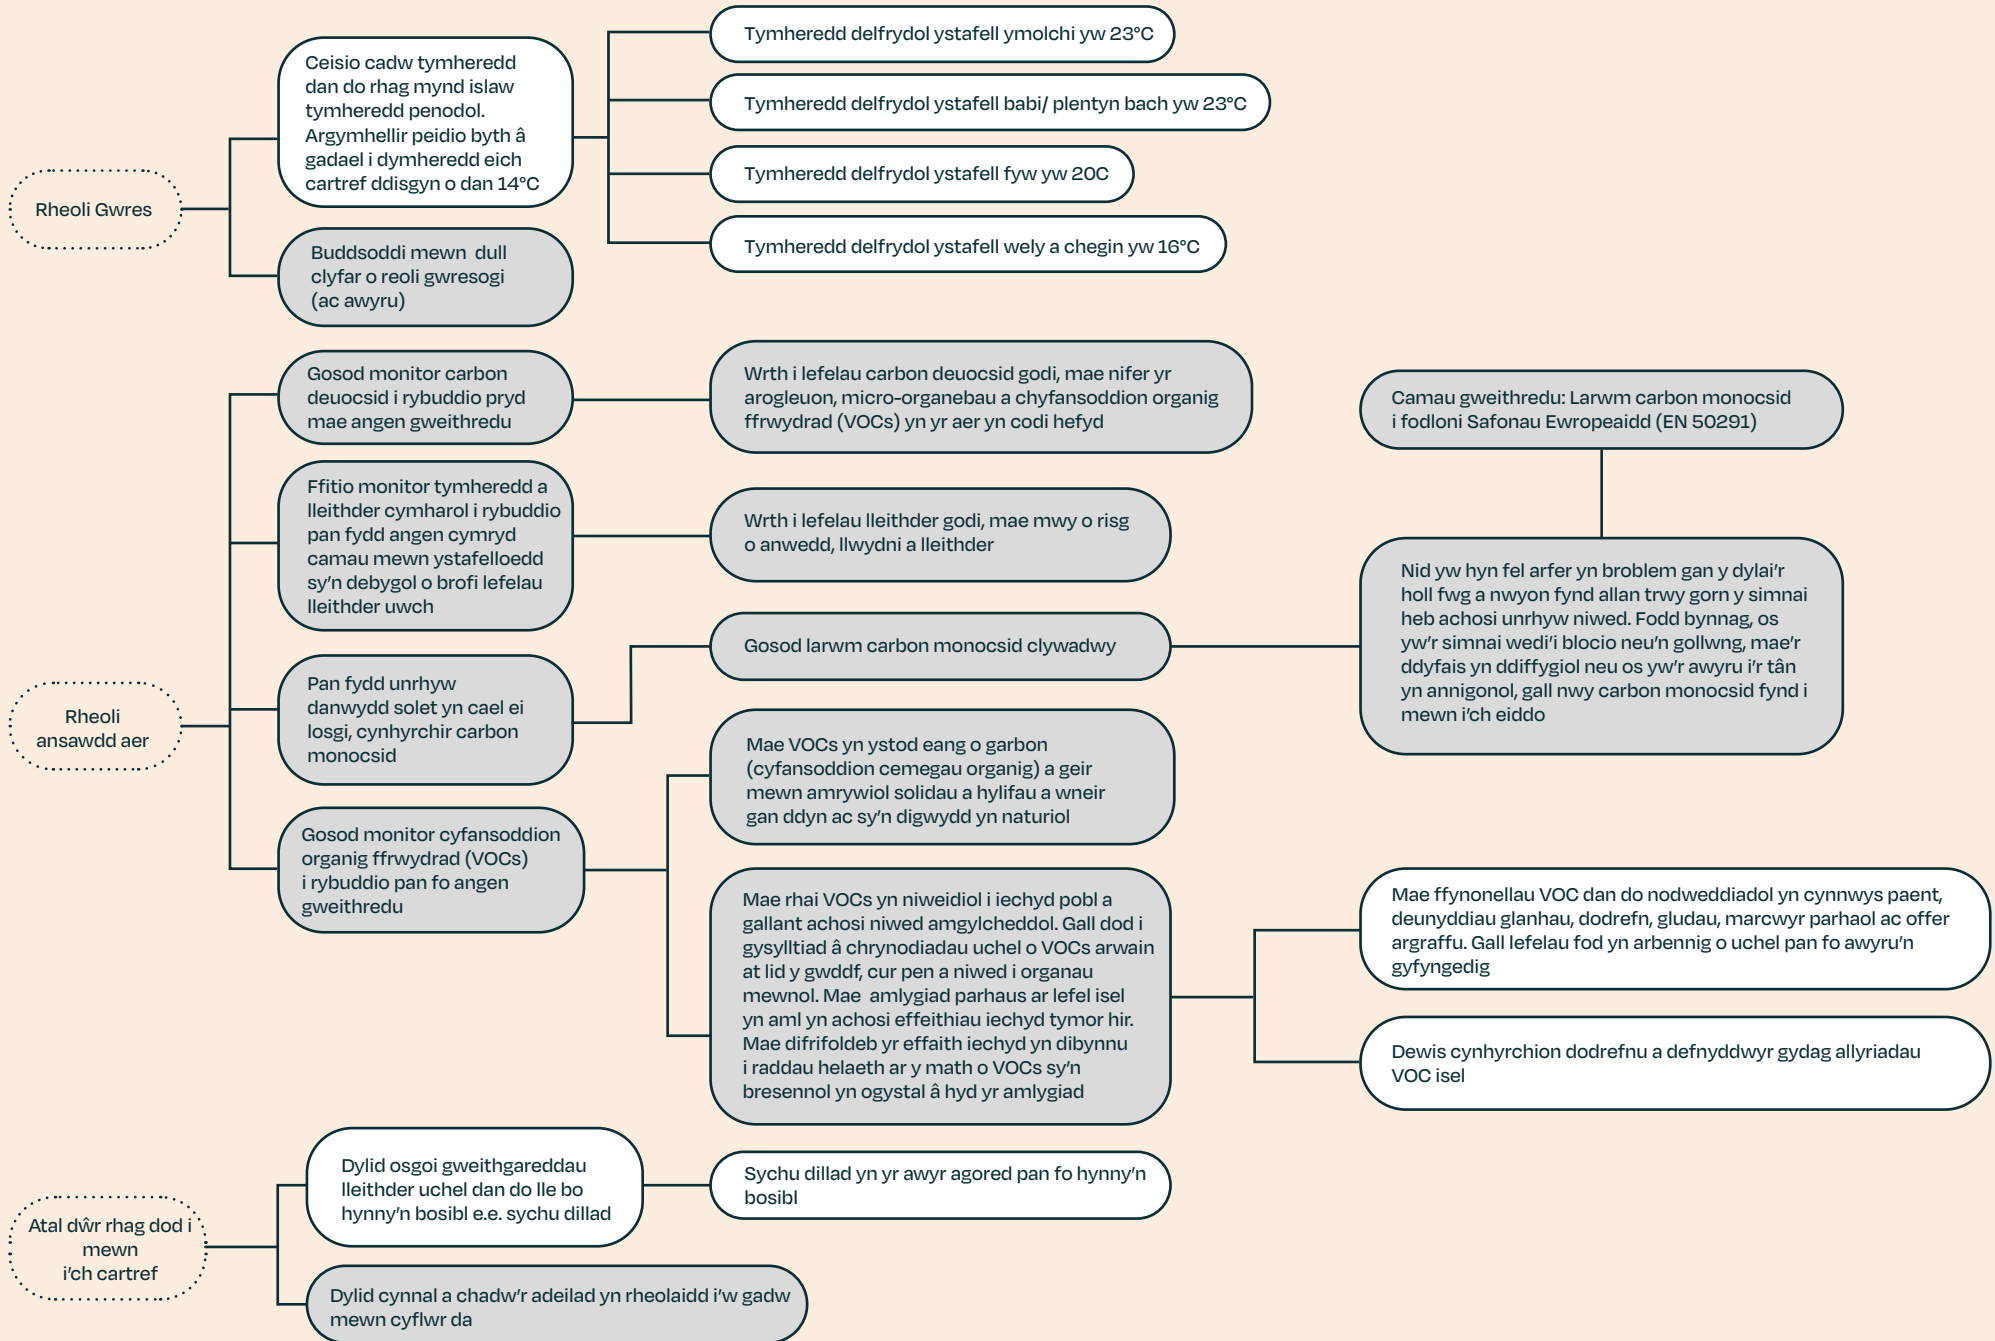 Rheoli Gwres
Ceisio cadw tymheredd
dan do rhag mynd islaw
tymheredd penodol.
Argymhellir peidio byth â
gadael i dymheredd eich
cartref ddisgyn o dan 14°C
Tymheredd delfrydol ystafell ymolchi yw 23°C
Tymheredd delfrydol ystafell babi/ plentyn bach yw 23°C
Tymheredd delfrydol ystafell fyw yw 20C
Tymheredd delfrydol ystafell wely a chegin yw 16°C
Buddsoddi mewn  dull
clyfar o reoli gwresogi
(ac awyru)
Rheoli
ansawdd aer
Gosod monitor carbon
deuocsid i rybuddio pryd
mae angen gweithredu
Wrth i lefelau carbon deuocsid godi, mae nifer yr
arogleuon, micro-organebau a chyfansoddion organig
ffrwydrad (VOCs) yn yr aer yn codi hefyd
Ffitio monitor tymheredd a
lleithder cymharol i rybuddio
pan fydd angen cymryd
camau mewn ystafelloedd
sy'n debygol o brofi lefelau
lleithder uwch
Wrth i lefelau lleithder godi, mae mwy o risg
o anwedd, llwydni a lleithder
Pan fydd unrhyw
danwydd solet yn cael ei
losgi, cynhyrchir carbon
monocsid
Gosod larwm carbon monocsid clywadwy
Camau gweithredu: Larwm carbon monocsid
i fodloni Safonau Ewropeaidd (EN 50291)
Nid yw hyn fel arfer yn broblem gan y dylai'r
holl fwg a nwyon fynd allan trwy gorn y simnai
heb achosi unrhyw niwed. Fodd bynnag, os
yw'r simnai wedi'i blocio neu'n gollwng, mae'r
ddyfais yn ddiffygiol neu os yw'r awyru i'r tân
yn annigonol, gall nwy carbon monocsid fynd i
mewn i'ch eiddo
Gosod monitor cyfansoddion
organig ffrwydrad (VOCs)
i rybuddio pan fo angen
gweithredu
Mae VOCs yn ystod eang o garbon
(cyfansoddion cemegau organig) a geir
mewn amrywiol solidau a hylifau a wneir
gan ddyn ac sy'n digwydd yn naturiol
Mae rhai VOCs yn niweidiol i iechyd pobl a
gallant achosi niwed amgylcheddol. Gall dod i
gysylltiad â chrynodiadau uchel o VOCs arwain
at lid y gwddf, cur pen a niwed i organau
mewnol. Mae  amlygiad parhaus ar lefel isel
yn aml yn achosi effeithiau iechyd tymor hir.
Mae difrifoldeb yr effaith iechyd yn dibynnu
i raddau helaeth ar y math o VOCs sy'n
bresennol yn ogystal â hyd yr amlygiad
Mae ffynonellau VOC dan do nodweddiadol yn cynnwys paent,
deunyddiau glanhau, dodrefn, gludau, marcwyr parhaol ac offer
argraffu. Gall lefelau fod yn arbennig o uchel pan fo awyru'n
gyfyngedig
Dewis cynhyrchion dodrefnu a defnyddwyr gydag allyriadau
VOC isel
Atal dŵr rhag dod i
mewn
i'ch cartref
Dylid osgoi gweithgareddau
lleithder uchel dan do lle bo
hynny'n bosibl e.e. sychu dillad
Sychu dillad yn yr awyr agored pan fo hynny'n
bosibl
Dylid cynnal a chadw'r adeilad yn rheolaidd i'w gadw
mewn cyflwr da